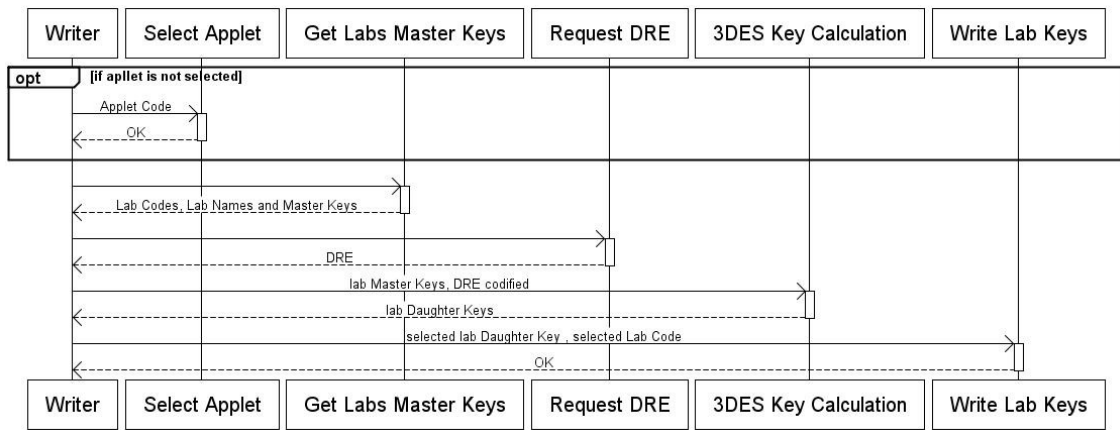 Writer Select Applet Get Labs Master Keys Request DRE 3DES Key Calculation Write Lab Keys
opt [if apllet is not selected]
Applet Code
OK
Lab Codes, Lab Names and Master Keys
DRE
lab Master Keys, DRE codified
lab Daughter Keys
selected lab Daughter Key , selected Lab Code
OK
Writer Select Applet Get Labs Master Keys Request DRE 3DES Key Calculation Write Lab Keys